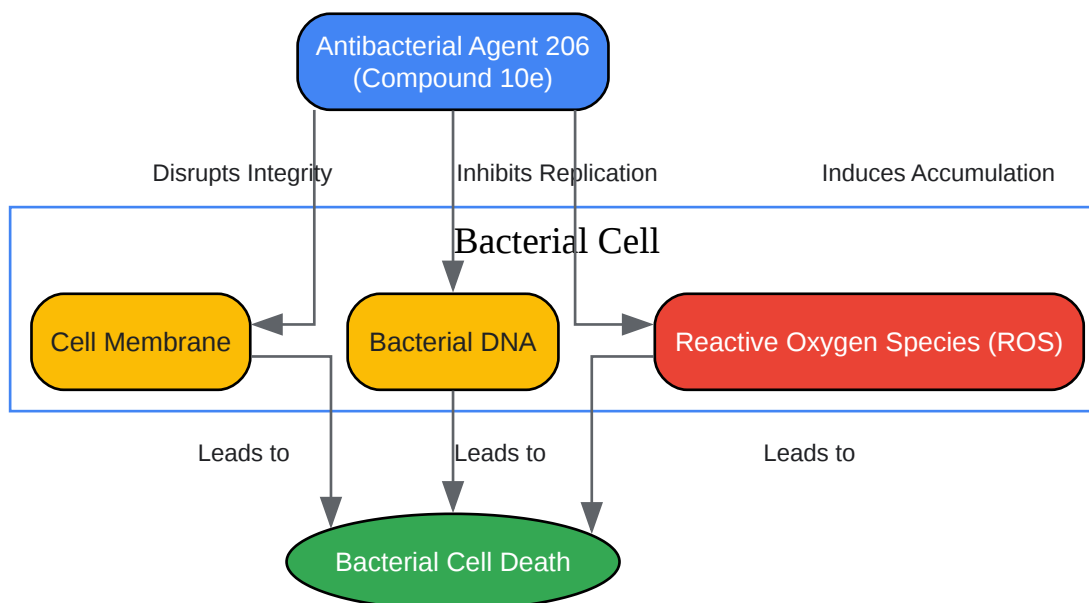 Antibacterial Agent 206
(Compound 10e)
Disrupts Integrity
Inhibits Replication
Induces Accumulation
Bacterial Cell
Cell Membrane
Bacterial DNA
Reactive Oxygen Species (ROS)
Leads to
Leads to
Leads to
Bacterial Cell Death